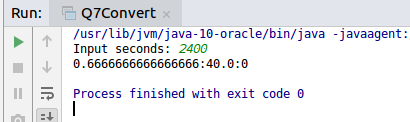 Run: Q7Convert
/usr/lib/jvm/java-10-oracle/bin/java -javaagent:
Input seconds: 2400
0.6666666666666666:40.0:0
Process finished with exit code 0